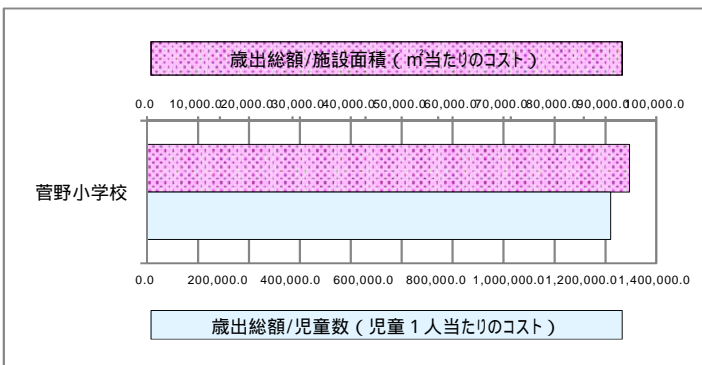 歳出総額/施設面積（㎡当たりのコスト）
0.0 10,000.0 20,000.0 30,000.0 40,000.0 50,000.0 60,000.0 70,000.0 80,000.0 90,000.0 100,000.0
菅野小学校
0.0 200,000.0 400,000.0 600,000.0 800,000.0 1,000,000.0 1,200,000.0 1,400,000.0
歳出総額/児童数（児童１人当たりのコスト）